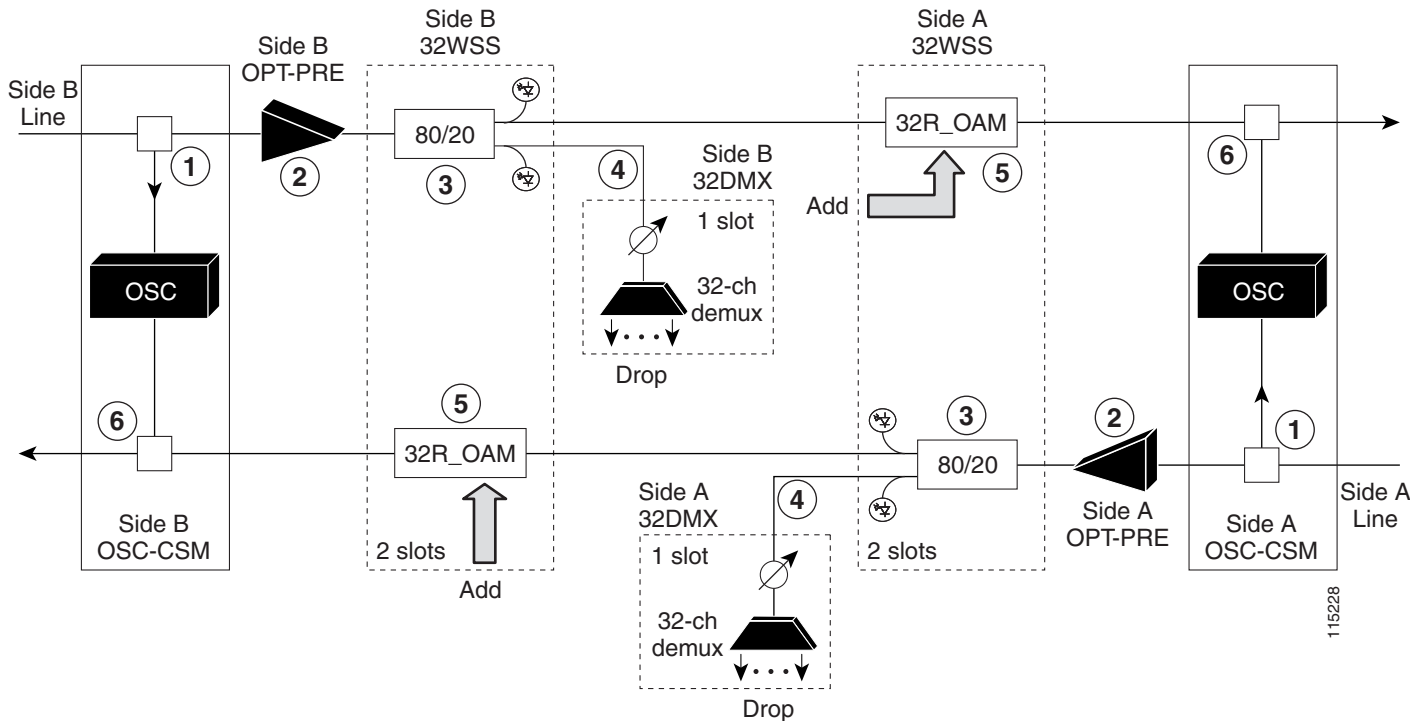 Side B
Line
Side B
OPT-PRE
Side B
32WSS
Side A
32WSS
1
2
80/20
3
4
Side B
32DMX
1 slot
32-ch
demux
Drop
32R_OAM
5
Add
6
OSC
OSC
6
5
32R_OAM
Side B
OSC-CSM
2 slots
Add
3
80/20
4
Side A
32DMX
1 slot
32-ch
demux
Drop
2 slots
2
Side A
OPT-PRE
1
Side A
OSC-CSM
Side A
Line
115228